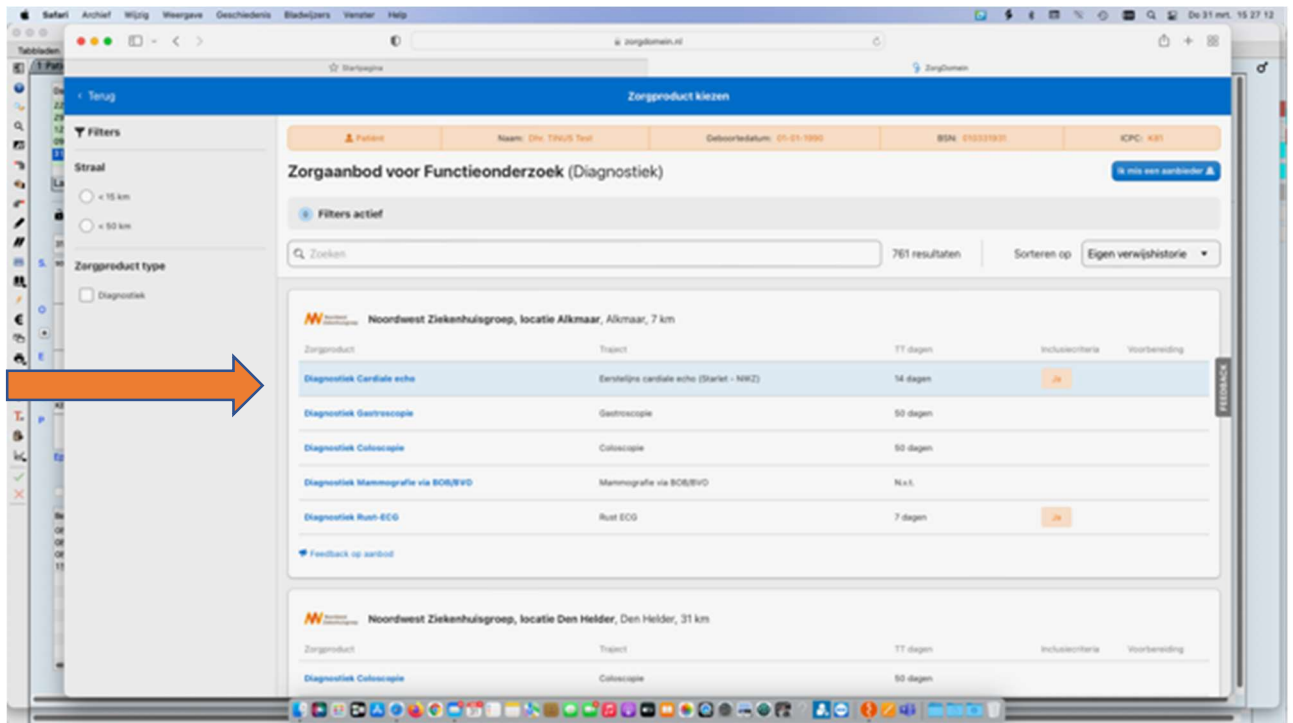 Safari Archief Wijzig Weergave Geschiedenis Bladwijzers Venster Help
Do 31 mrt. 15 27 12
Tabbladen
zorgdomein.nl
1 Pati
Startpagina
ZorgDomein
Terug
Zorgproduct kiezen
Filters
Patiënt
Naam: Dhr. TINUS Test
Geboortedatum: 01-01-1990
BSN: 010331931
ICPC: K81
Straal
Zorgaanbod voor Functieonderzoek (Diagnostiek)
Ik mis een aanbieder
< 15 km
0 Filters actief
< 50 km
Zoeken
761 resultaten
Sorteren op
Eigen verwijshistorie
Zorgproduct type
Diagnostiek
Noordwest Ziekenhuisgroep, locatie Alkmaar, Alkmaar, 7 km
Zorgproduct Traject TT dagen Inclusiecriteria Voorbereiding
Diagnostiek Cardiale echo Eerstelijns cardiale echo (Starlet - NWZ) 14 dagen Ja
Diagnostiek Gastroscopie Gastroscopie 50 dagen
Diagnostiek Coloscopie Coloscopie 50 dagen
Diagnostiek Mammografie via BOB/BVO Mammografie via BOB/BVO N.v.t.
Diagnostiek Rust-ECG Rust ECG 7 dagen Ja
Feedback op aanbod
FEEDBACK
Noordwest Ziekenhuisgroep, locatie Den Helder, Den Helder, 31 km
Zorgproduct Traject TT dagen Inclusiecriteria Voorbereiding
Diagnostiek Coloscopie Coloscopie 50 dagen